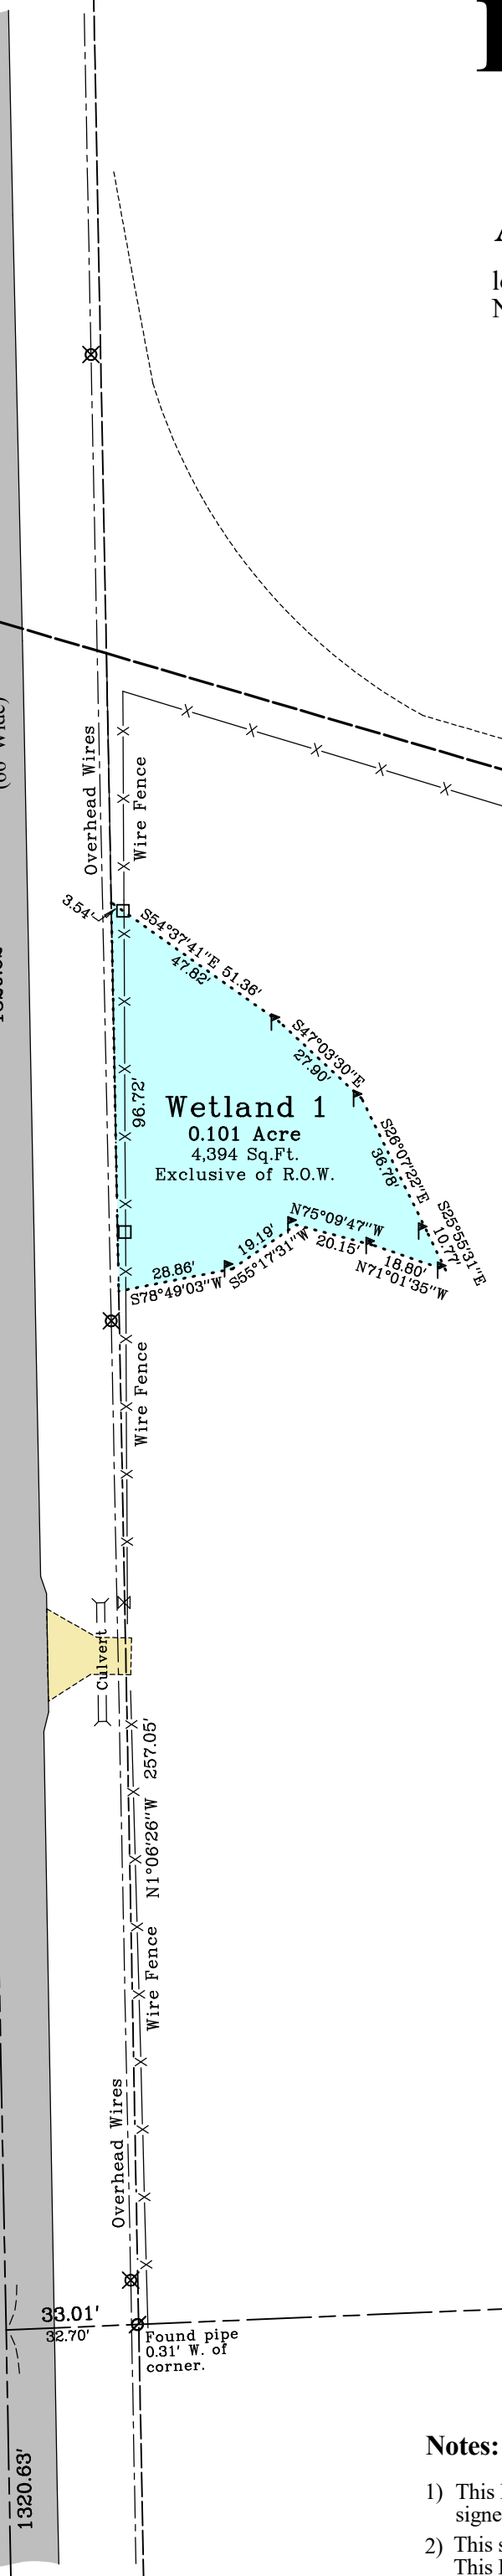 Overhead Wires
Wire Fence
3.54'
S54°37'41"E 51.36'
47.82'
S47°03'30"E
27.90'
96.72'
Wetland 1
0.101 Acre
4,394 Sq.Ft.
Exclusive of R.O.W.
S26°07'22"E
36.78'
S25°55'31"E
10.77'
N75°09'47"W
20.15'
18.80'
N71°01'35"W
19.19'
S55°17'31"W
28.86'
S78°49'03"W
Wire Fence
Culvert
257.05'
N1°06'26"W
Wire Fence
Overhead Wires
33.01'
32.70'
Found pipe
0.31' W. of
corner.
1320.63'
Notes:
1) This
signe
2) This s
This